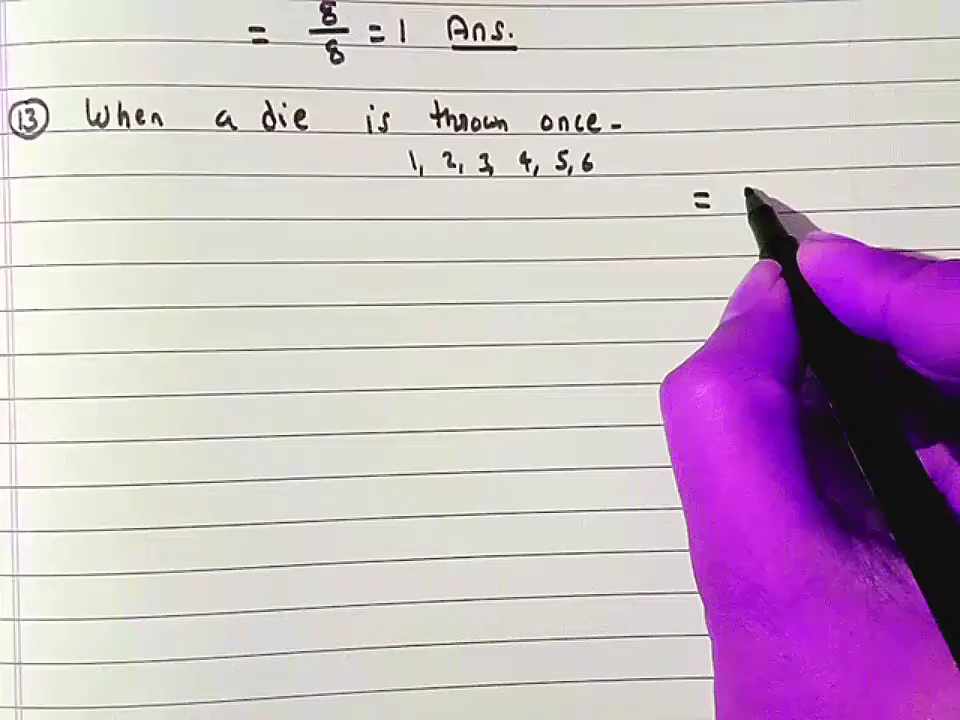 = 8/8 = 1 Ans.
13 When a die is thrown once-
1, 2, 3, 4, 5, 6
=